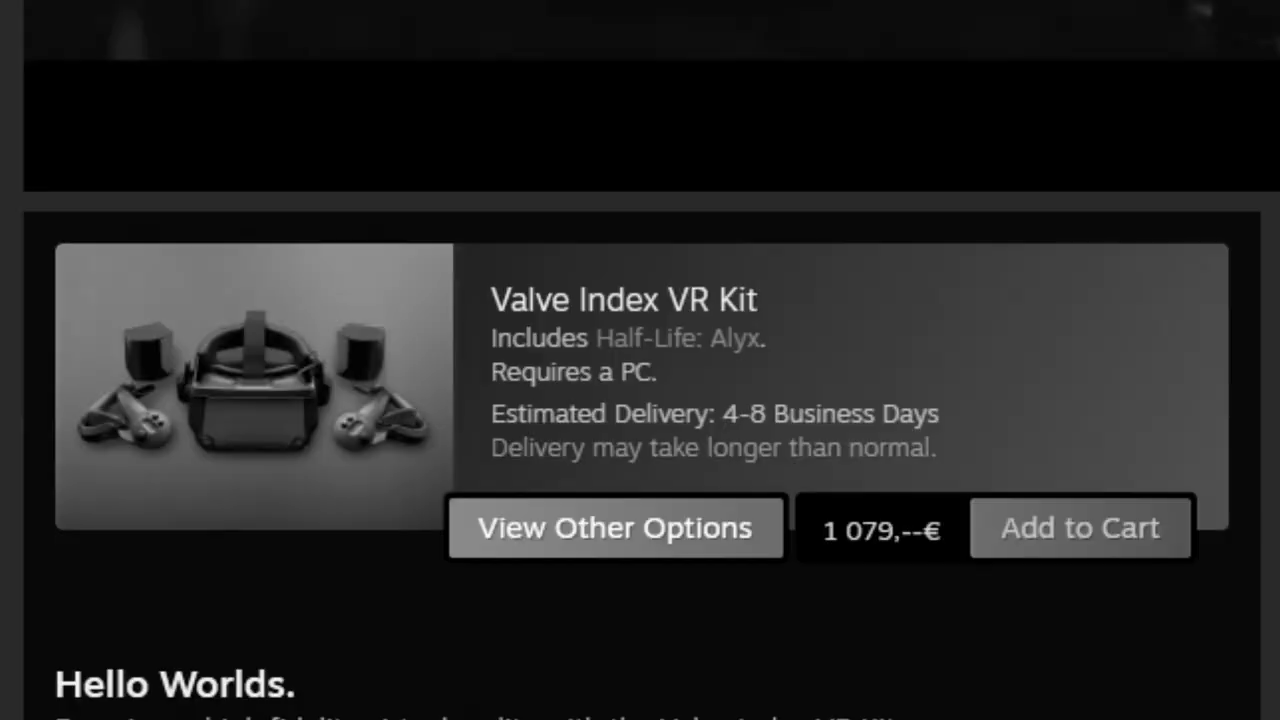 Valve Index VR Kit
Includes Half-Life: Alyx.
Requires a PC.
Estimated Delivery: 4-8 Business Days
Delivery may take longer than normal.
View Other Options
1 079,--€
Add to Cart
Hello Worlds.